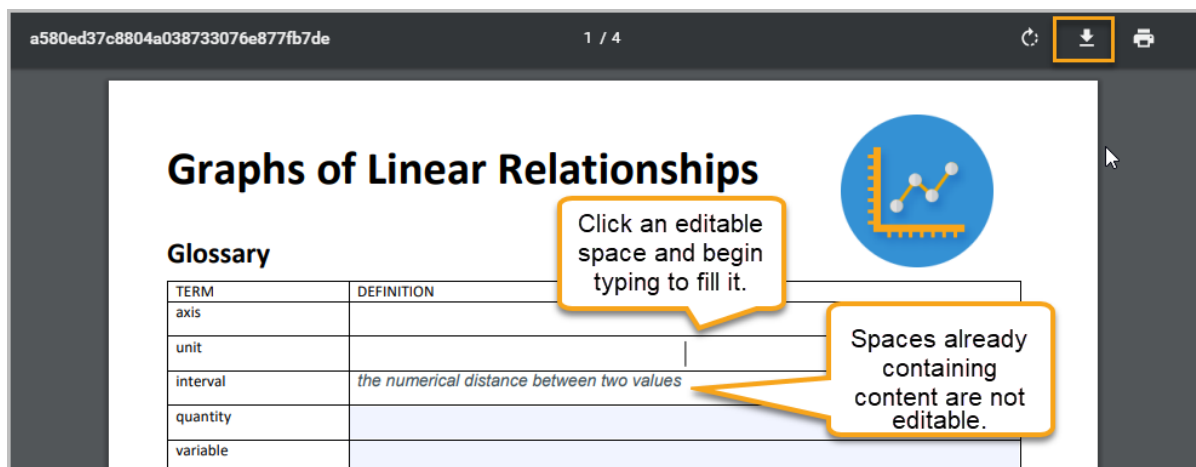 a580ed37c8804a038733076e877fb7de 1 / 4
Graphs of Linear Relationships
Click an editable
space and begin
typing to fill it.
Glossary
TERM DEFINITION
axis
unit
Spaces already
containing
content are not
editable.
interval the numerical distance between two values
quantity
variable